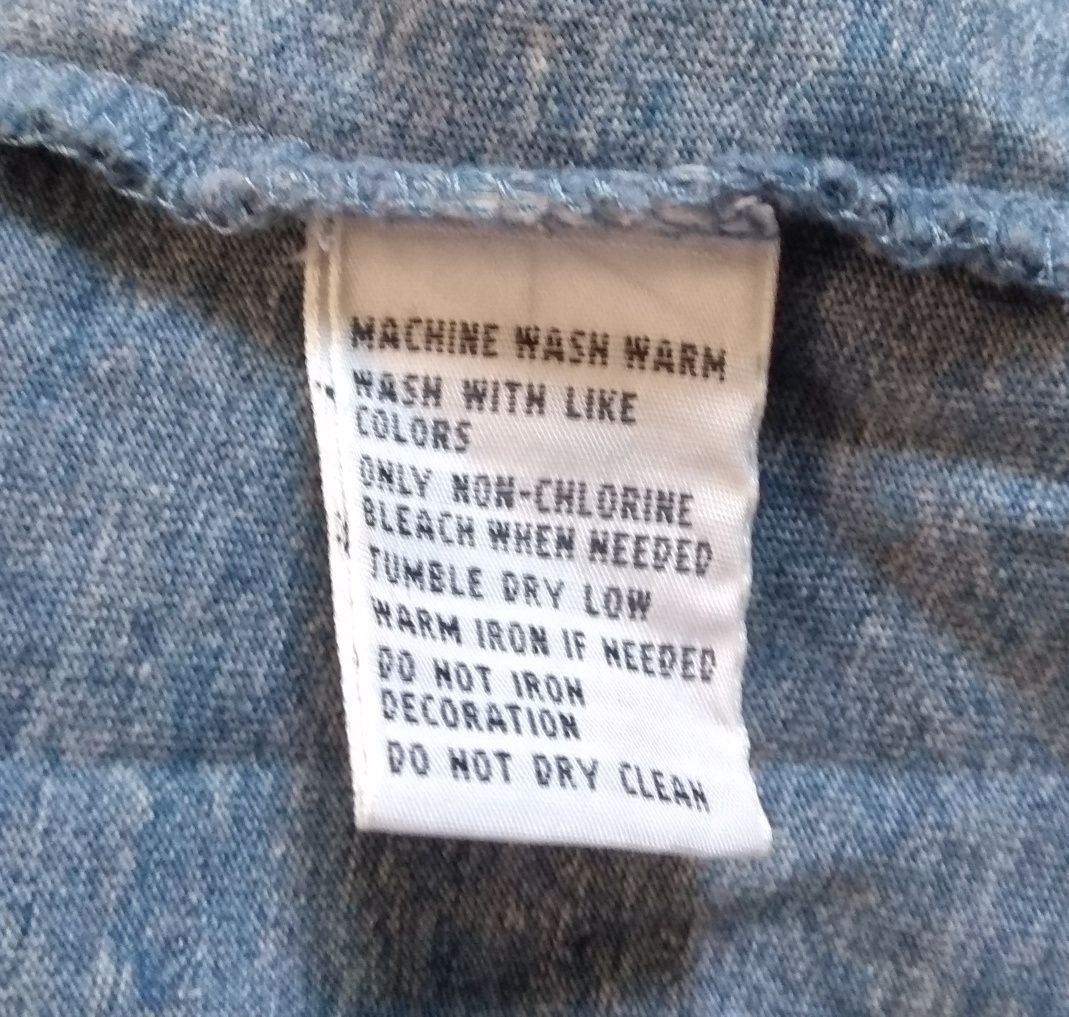 MACHINE WASH WARM
WASH WITH LIKE
COLORS
ONLY NON-CHLORINE
BLEACH WHEN NEEDED
TUMBLE DRY LOW
WARM IRON IF NEEDED
DO NOT IRON
DECORATION
DO NOT DRY CLEAN